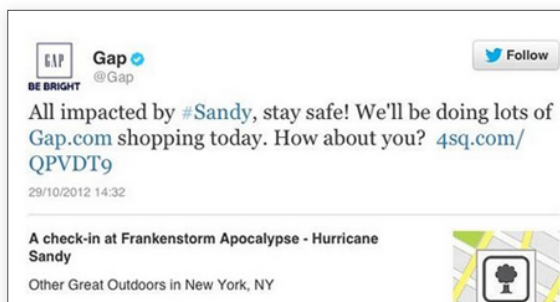 GAP
BE BRIGHT
Gap
@Gap
Follow
All impacted by #Sandy, stay safe! We'll be doing lots of
Gap.com shopping today. How about you? 4sq.com/
QPVDT9
29/10/2012 14:32
A check-in at Frankenstorm Apocalypse - Hurricane
Sandy
Other Great Outdoors in New York, NY